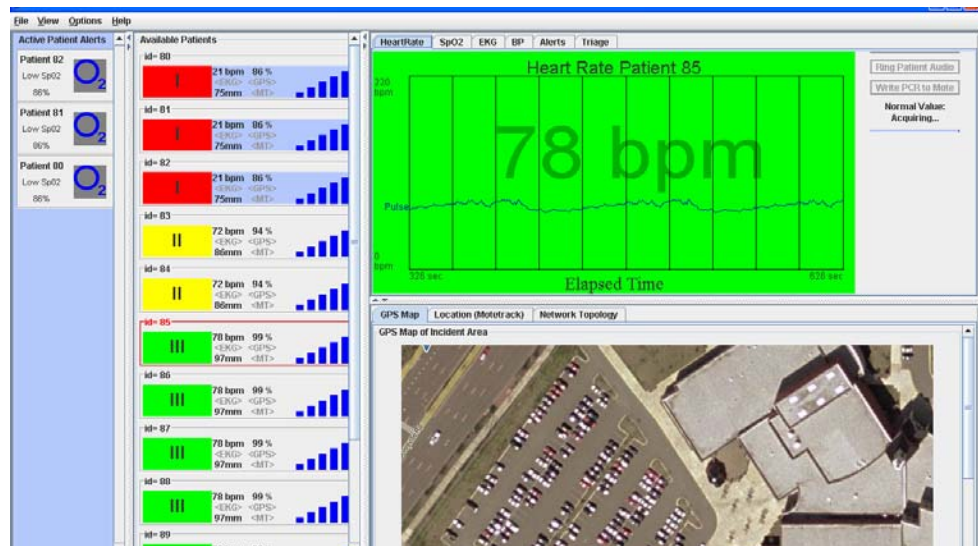 File View Options Help
Active Patient Alerts
Patient 82
Low Sp02
86%
O2
Patient 81
Low Sp02
86%
O2
Patient 80
Low Sp02
86%
O2
Available Patients
id= 80
I
21 bpm 86 %
<EKG> <GPS>
75mm <MT>
id= 81
I
21 bpm 86 %
<EKG> <GPS>
75mm <MT>
id= 82
I
21 bpm 86 %
<EKG> <GPS>
75mm <MT>
id= 83
II
72 bpm 94 %
<EKG> <GPS>
86mm <MT>
id= 84
II
72 bpm 94 %
<EKG> <GPS>
86mm <MT>
id= 85
III
78 bpm 99 %
<EKG> <GPS>
97mm <MT>
id= 86
III
78 bpm 99 %
<EKG> <GPS>
97mm <MT>
id= 87
III
78 bpm 99 %
<EKG> <GPS>
97mm <MT>
id= 88
III
78 bpm 99 %
<EKG> <GPS>
97mm <MT>
id= 89
HeartRate SpO2 EKG BP Alerts Triage
Heart Rate Patient 85
220
bpm
78 bpm
Pulse
0
bpm
326 sec
626 sec
Elapsed Time
Ring Patient Audio
Write PCR to Mote
Normal Value:
Acquiring...
GPS Map Location (Mototrack) Network Topology
GPS Map of Incident Area